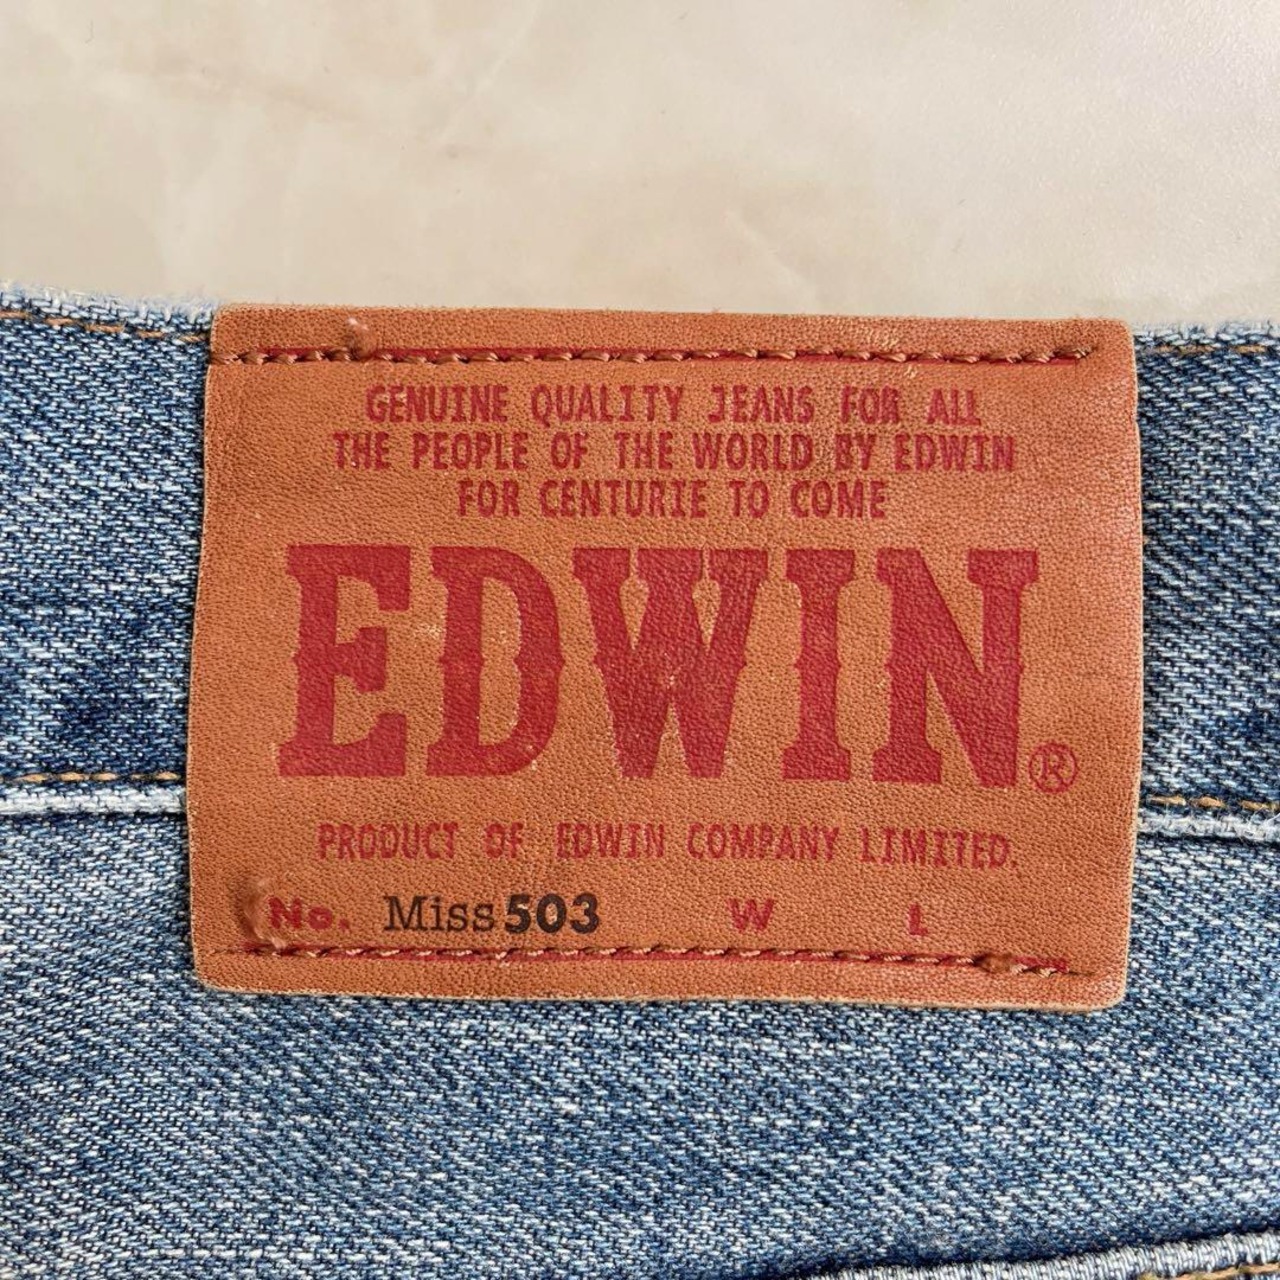 GENUINE QUALITY JEANS FOR ALL
THE PEOPLE OF THE WORLD BY EDWIN
FOR CENTURIE TO COME
EDWIN®
PRODUCT OF EDWIN COMPANY LIMITED.
No. Miss 503 W L